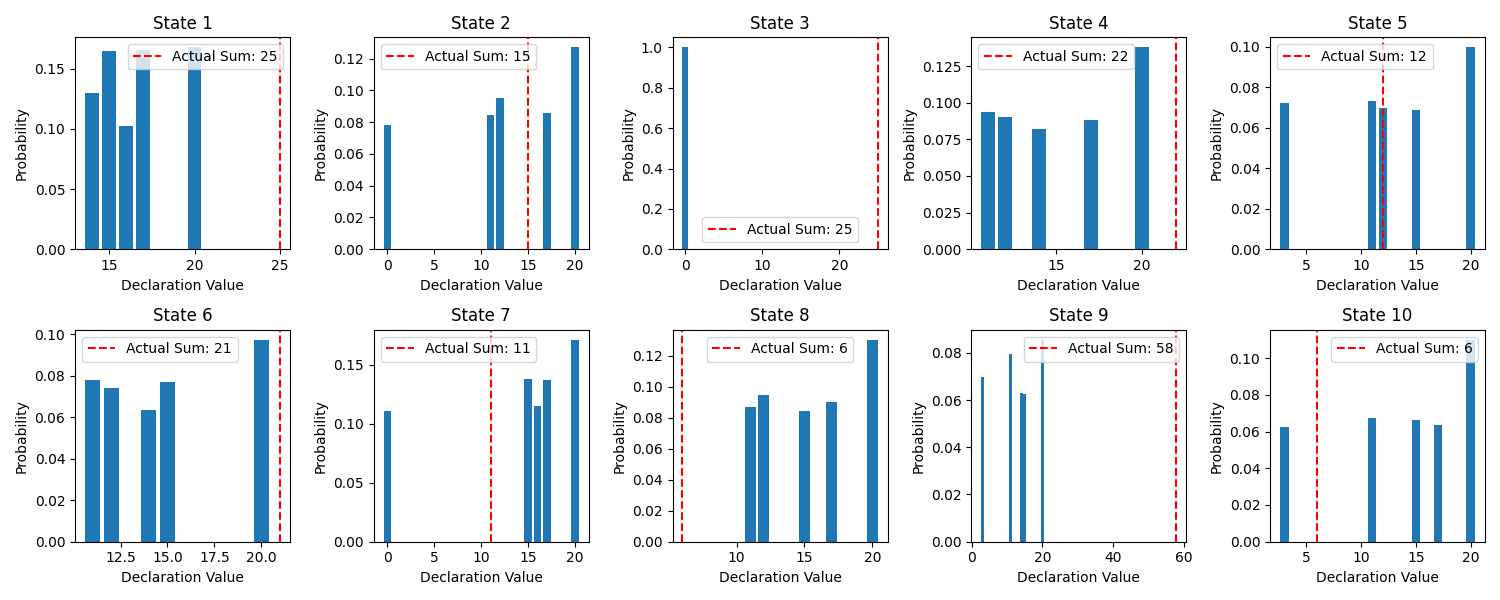 State 1
State 2
State 3
State 4
State 5
Probability
0.15
0.10
0.05
0.00
Actual Sum: 25
15
20
25
Declaration Value
Probability
0.12
0.10
0.08
0.06
0.04
0.02
0.00
Actual Sum: 15
0
5
10
15
20
Declaration Value
Probability
1.0
0.8
0.6
0.4
0.2
0.0
Actual Sum: 25
0
10
20
Declaration Value
Probability
0.125
0.100
0.075
0.050
0.025
0.000
Actual Sum: 22
15
20
Declaration Value
Probability
0.10
0.08
0.06
0.04
0.02
0.00
Actual Sum: 12
5
10
15
20
Declaration Value
State 6
State 7
State 8
State 9
State 10
Probability
0.10
0.08
0.06
0.04
0.02
0.00
Actual Sum: 21
12.5
15.0
17.5
20.0
Declaration Value
Probability
0.15
0.10
0.05
0.00
Actual Sum: 11
0
5
10
15
20
Declaration Value
Probability
0.12
0.10
0.08
0.06
0.04
0.02
0.00
Actual Sum: 6
10
15
20
Declaration Value
Probability
0.08
0.06
0.04
0.02
0.00
Actual Sum: 58
0
20
40
60
Declaration Value
Probability
0.10
0.08
0.06
0.04
0.02
0.00
Actual Sum: 6
5
10
15
20
Declaration Value